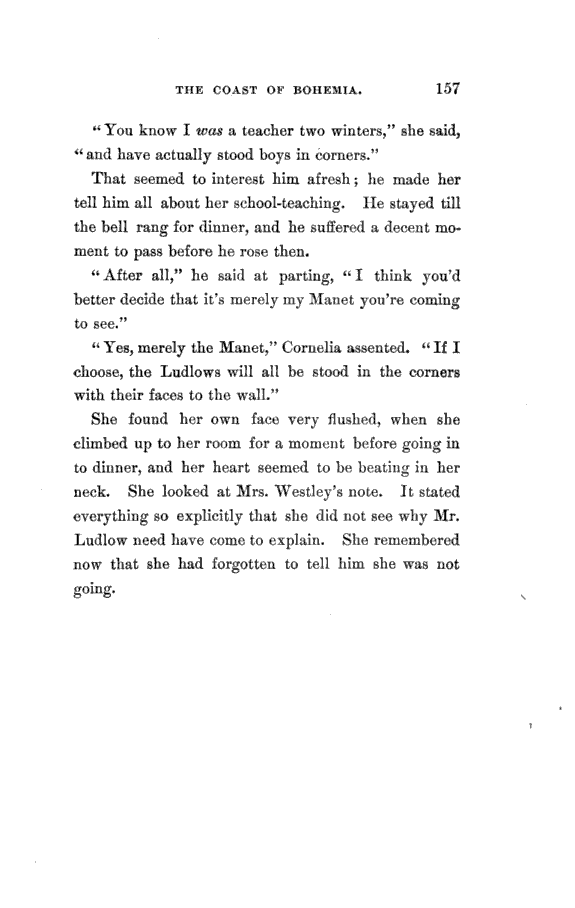 THE COAST OF BOHEMIA. 157
“You know I was a teacher two winters,” she said,
“and have actually stood boys in corners.”
That seemed to interest him afresh; he made her
tell him all about her school-teaching. He stayed till
the bell rang for dinner, and he suffered a decent mo-
ment to pass before he rose then.
“After all,” he said at parting, “I think you’d
better decide that it’s merely my Manet you’re coming
to see.”
“Yes, merely the Manet,” Cornelia assented. “If I
choose, the Ludlows will all be stood in the corners
with their faces to the wall.”
She found her own face very flushed, when she
climbed up to her room for a moment before going in
to dinner, and her heart seemed to be beating in her
neck. She looked at Mrs. Westley’s note. It stated
everything so explicitly that she did not see why Mr.
Ludlow need have come to explain. She remembered
now that she had forgotten to tell him she was not
going.